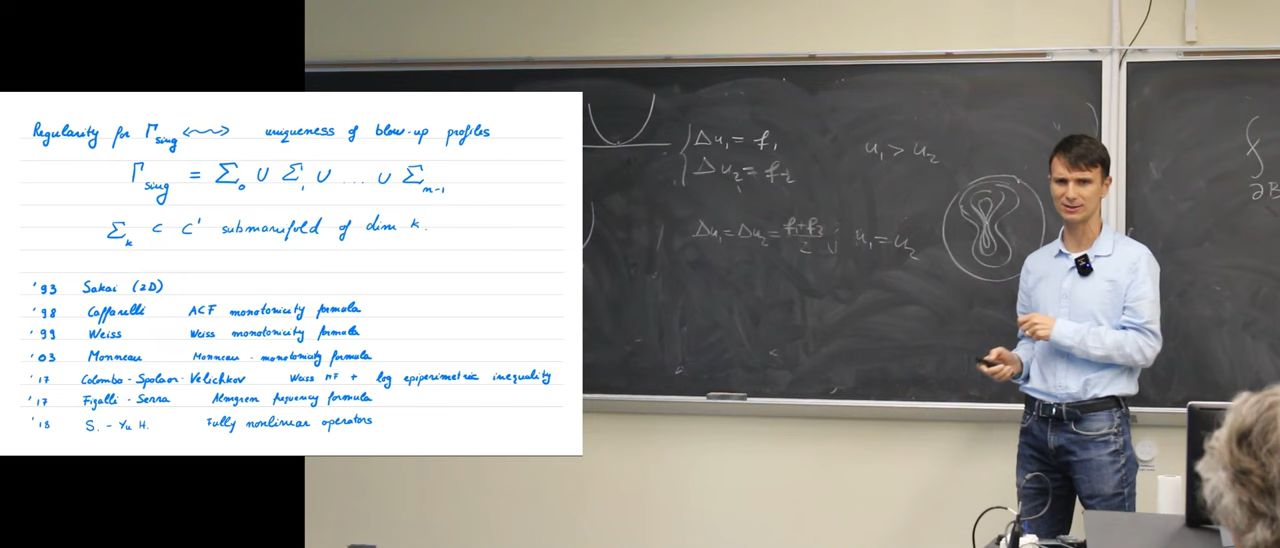 Regularity for Γsing ⟷ uniqueness of blow-up profiles
Γsing = Σ0 ∪ Σ1 ∪ ... ∪ Σn-1
Σk ⊂ C' submanifold of dim k.
'93 Sakai (2D)
'98 Caffarelli ACF monotonicity formula
'99 Weiss Weiss monotonicity formula
'03 Monneau Monneau - monotonicity formula
'17 Colombo - Spolaor - Velichkov Weiss MF + log epiperimetric inequality
'17 Figalli - Serra Almgren frequency formula
'18 S. - Yu H. Fully nonlinear operators
Δu1 = f1
Δu2 = f2
u1 > u2
Δu1 = Δu2 = f1+f2/2 ; u1 = u2
∮
∂B